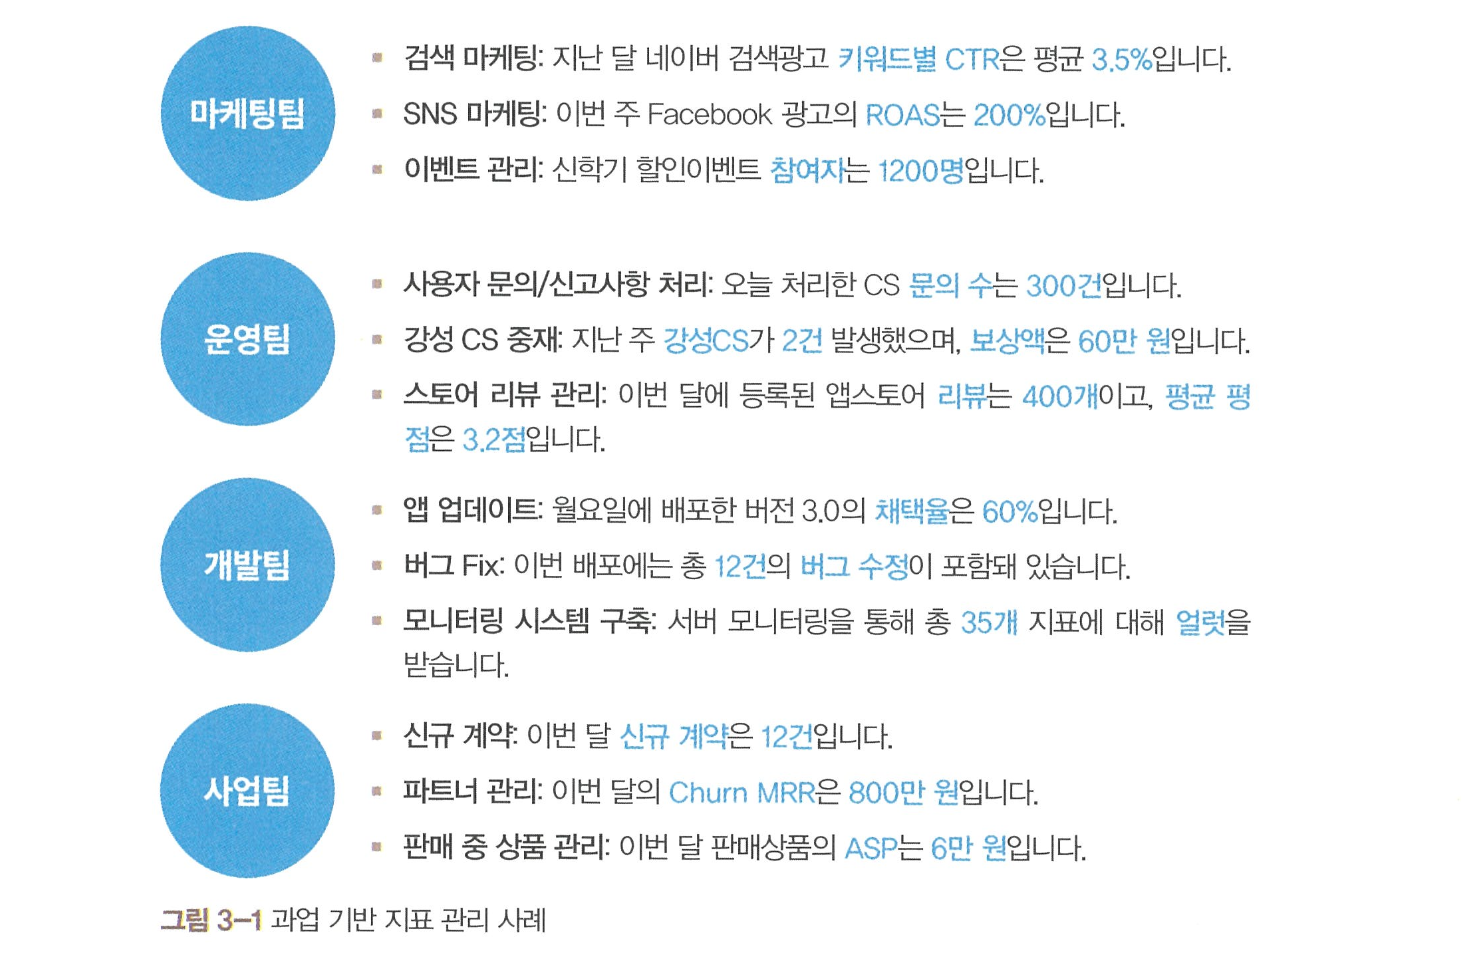 마케팅팀
검색 마케팅: 지난 달 네이버 검색광고 키워드별 CTR은 평균 3.5%입니다.
SNS 마케팅: 이번 주 Facebook 광고의 ROAS는 200%입니다.
이벤트 관리: 신학기 할인이벤트 참여자는 1200명입니다.
운영팀
사용자 문의/신고사항 처리: 오늘 처리한 CS 문의 수는 300건입니다.
강성 CS 중재: 지난 주 강성CS가 2건 발생했으며, 보상액은 60만 원입니다.
스토어 리뷰 관리: 이번 달에 등록된 앱스토어 리뷰는 400개이고, 평균 평
점은 3.2점입니다.
개발팀
앱 업데이트: 월요일에 배포한 버전 3.0의 채택율은 60%입니다.
버그 Fix: 이번 배포에는 총 12건의 버그 수정이 포함돼 있습니다.
모니터링 시스템 구축: 서버 모니터링을 통해 총 35개 지표에 대해 얼럿을
받습니다.
사업팀
신규 계약: 이번 달 신규 계약은 12건입니다.
파트너 관리: 이번 달의 Churn MRR은 800만 원입니다.
판매 중 상품 관리: 이번 달 판매상품의 ASP는 6만 원입니다.
그림 3-1 과업 기반 지표 관리 사례